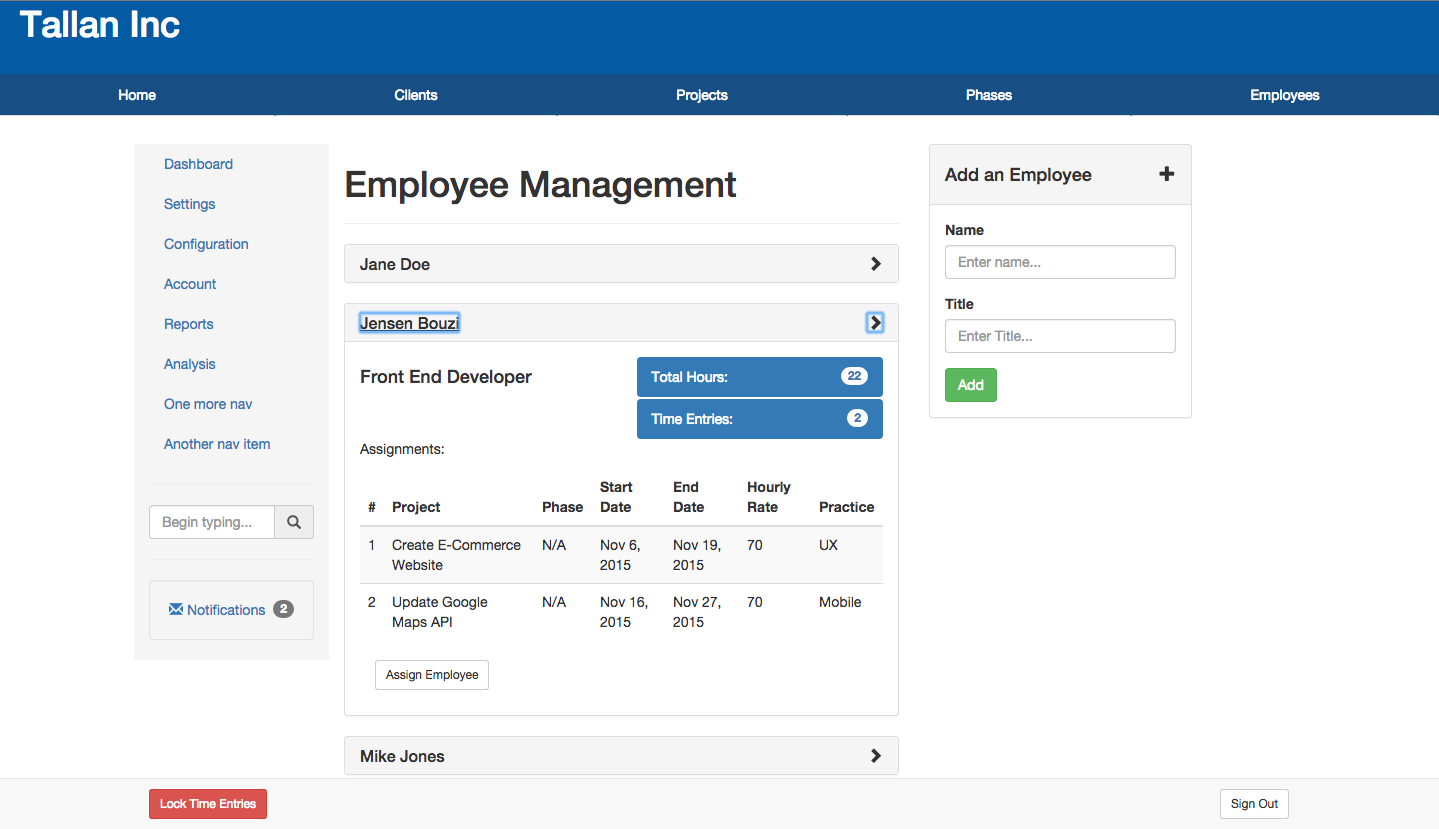 Tallan Inc
Home Clients Projects Phases Employees
Dashboard
Settings
Configuration
Account
Reports
Analysis
One more nav
Another nav item
Begin typing...
Notifications 2
Employee Management
Jane Doe
Jensen Bouzi
Front End Developer
Total Hours: 22
Time Entries: 2
Assignments:
# Project Phase Start Date End Date Hourly Rate Practice
1 Create E-Commerce Website N/A Nov 6, 2015 Nov 19, 2015 70 UX
2 Update Google Maps API N/A Nov 16, 2015 Nov 27, 2015 70 Mobile
Assign Employee
Mike Jones
Add an Employee
Name
Enter name...
Title
Enter Title...
Add
Lock Time Entries
Sign Out